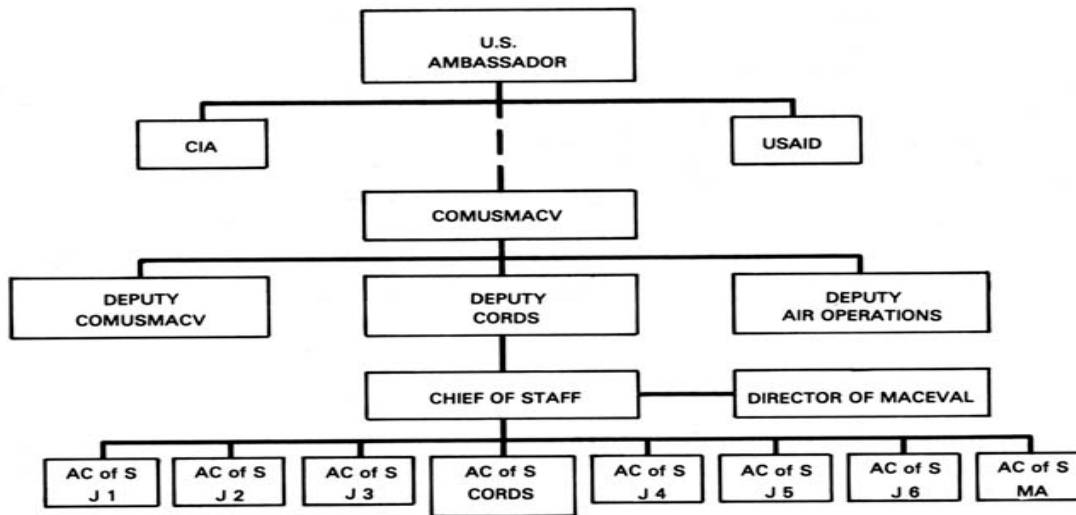 U.S.
AMBASSADOR
CIA
USAID
COMUSMACV
DEPUTY
COMUSMACV
DEPUTY
CORDS
DEPUTY
AIR OPERATIONS
CHIEF OF STAFF
DIRECTOR OF MACEVAL
AC of S
J 1
AC of S
J 2
AC of S
J 3
AC of S
CORDS
AC of S
J 4
AC of S
J 5
AC of S
J 6
AC of S
MA